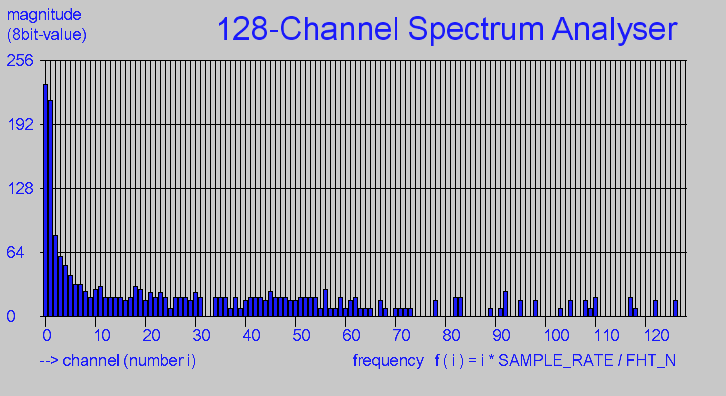 magnitude
(8bit-value)
128-Channel Spectrum Analyser
256
192
128
64
0
0 10 20 30 40 50 60 70 80 90 100 110 120
--> channel (number i) frequency f ( i ) = i * SAMPLE_RATE / FHT_N